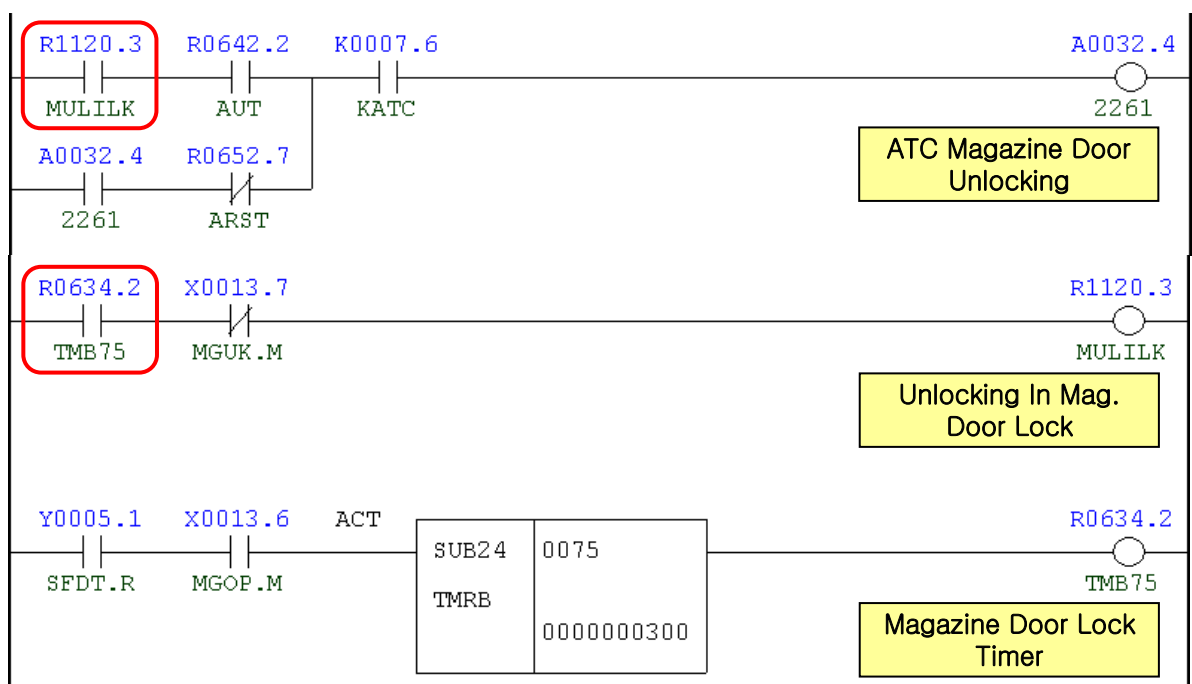 R1120.3 R0642.2 K0007.6 A0032.4
MULILK AUT KATC 2261
ATC Magazine Door
Unlocking
A0032.4 R0652.7
2261 ARST
R0634.2 X0013.7 R1120.3
TMB75 MGUK.M MULILK
Unlocking In Mag.
Door Lock
Y0005.1 X0013.6 ACT R0634.2
SUB24 0075
SFDT.R MGOP.M TMB75
TMRB
0000000300
Magazine Door Lock
Timer